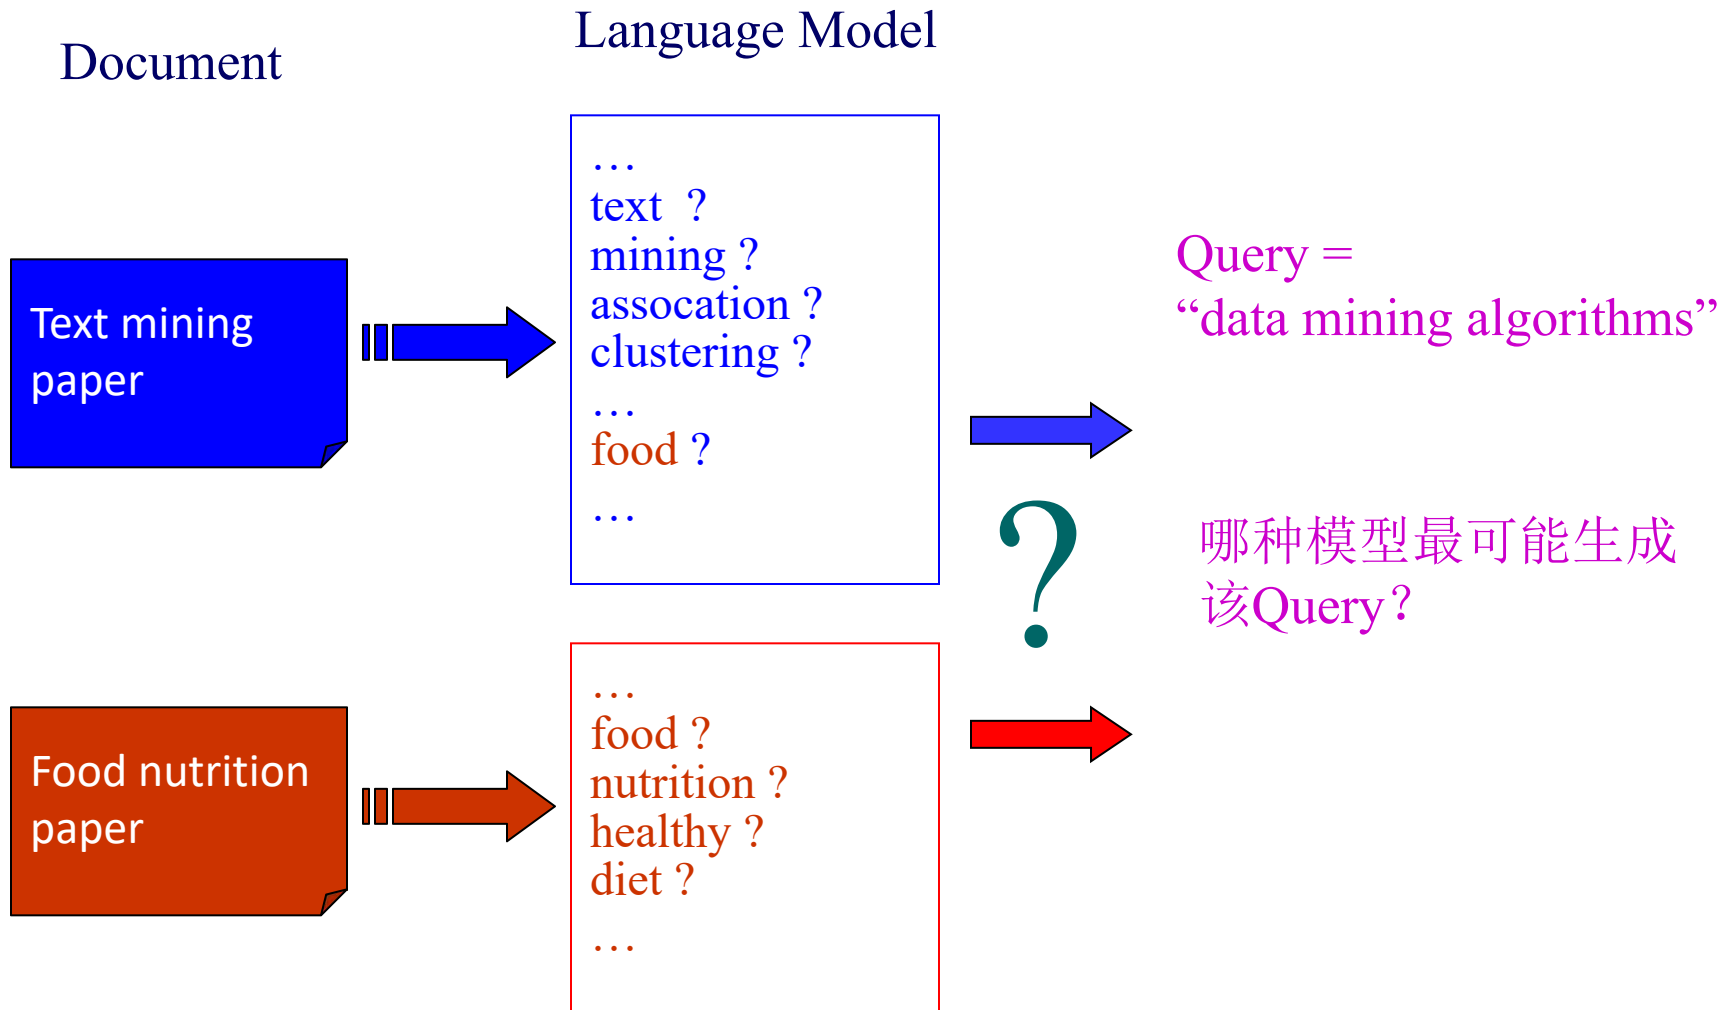 Document
Language Model
Text mining
paper
…
text ?
mining ?
assocation ?
clustering ?
…
food ?
…
Query =
“data mining algorithms”
?
哪种模型最可能生成
该Query？
Food nutrition
paper
…
food ?
nutrition ?
healthy ?
diet ?
…